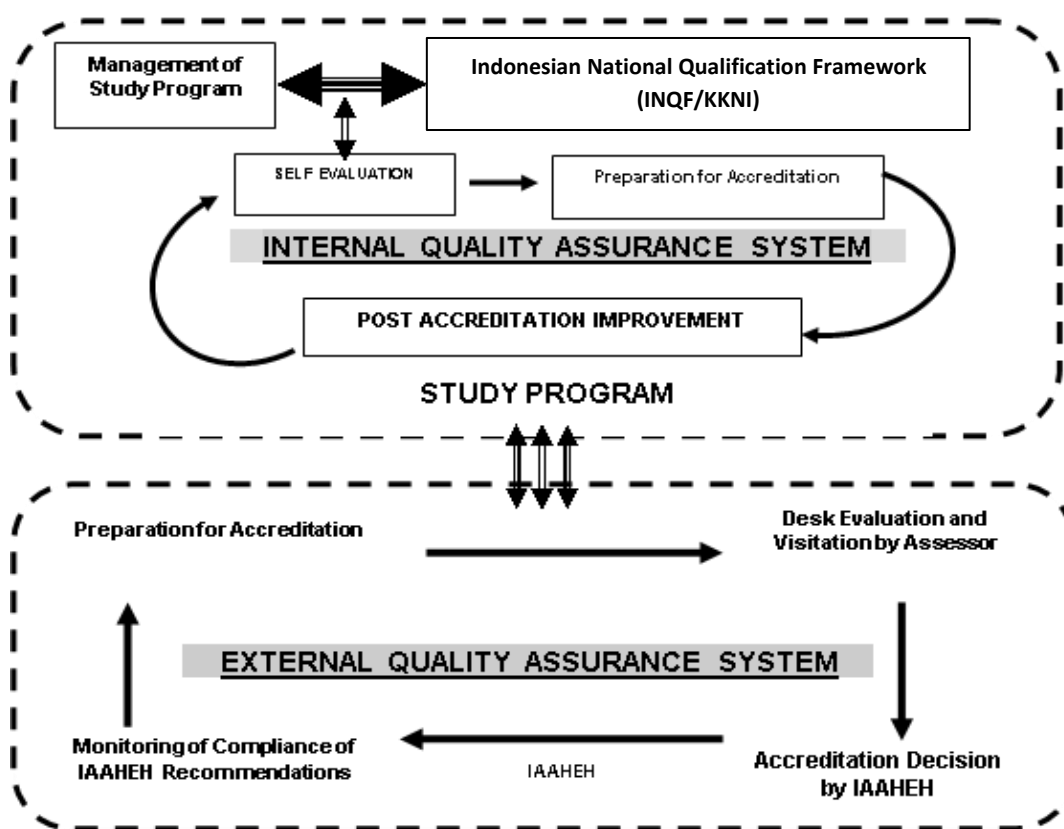 Management of
Study Program
Indonesian National Qualification Framework
(INQF/KKNI)
SELF EVALUATION
Preparation for Accreditation
INTERNAL QUALITY ASSURANCE SYSTEM
POST ACCREDITATION IMPROVEMENT
STUDY PROGRAM
Preparation for Accreditation
Desk Evaluation and
Visitation by Assessor
EXTERNAL QUALITY ASSURANCE SYSTEM
Monitoring of Compliance of
IAAHEH Recommendations
IAAHEH
Accreditation Decision
by IAAHEH